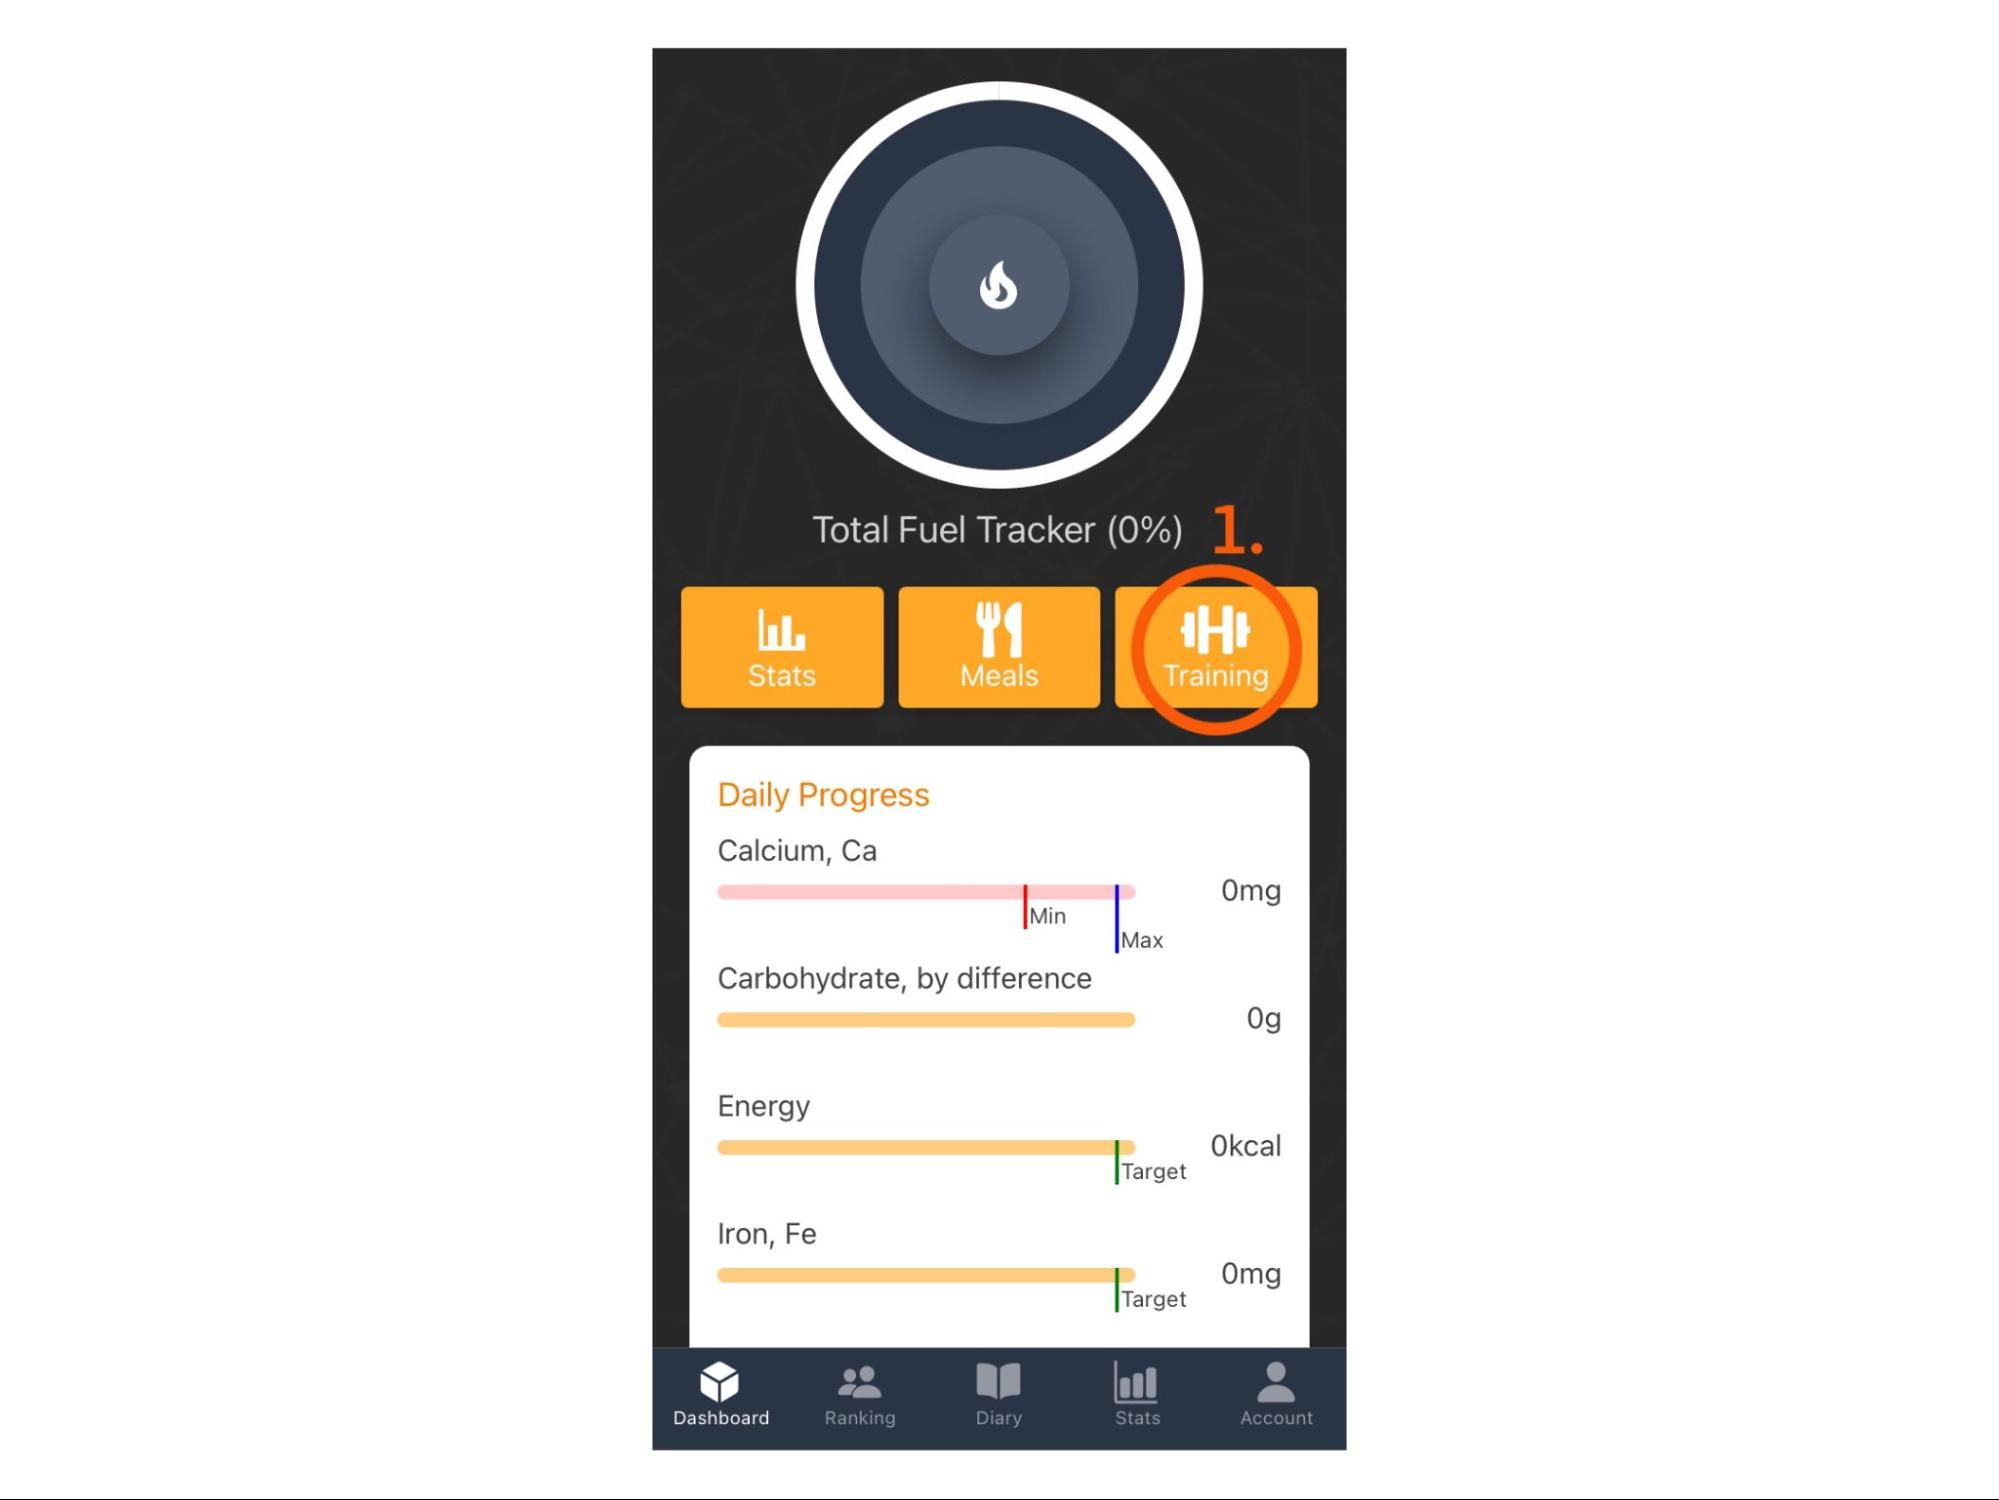 Total Fuel Tracker (0%)
1.
Stats
Meals
Training
Daily Progress
Calcium, Ca
0mg
Min
Max
Carbohydrate, by difference
0g
Energy
0kcal
Target
Iron, Fe
0mg
Target
Dashboard
Ranking
Diary
Stats
Account